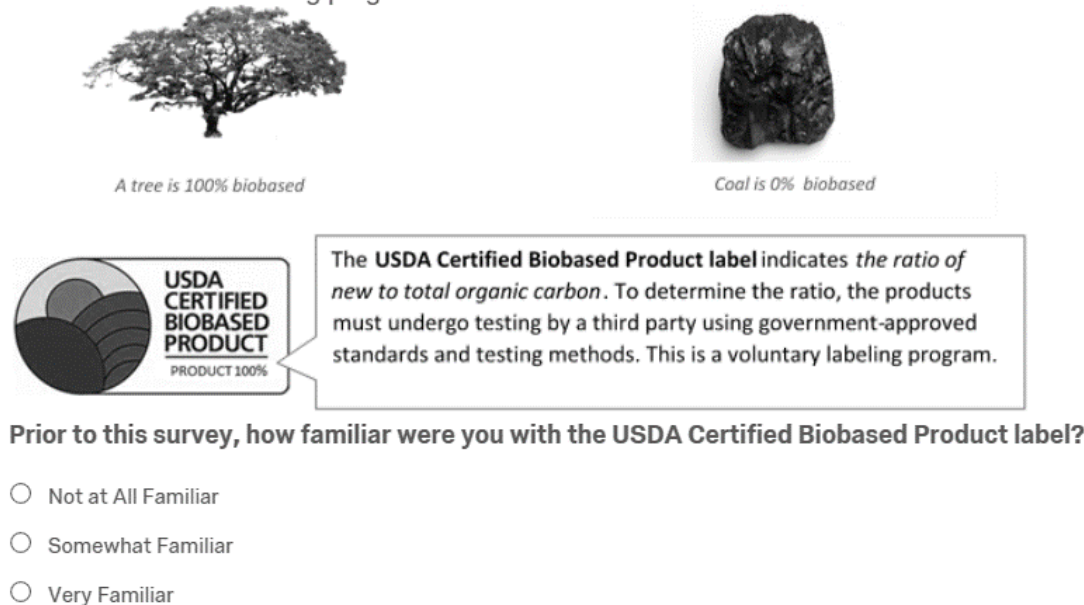 A tree is 100% biobased
Coal is 0% biobased
USDA
CERTIFIED
BIOBASED
PRODUCT
PRODUCT 100%
The USDA Certified Biobased Product label indicates the ratio of
new to total organic carbon. To determine the ratio, the products
must undergo testing by a third party using government-approved
standards and testing methods. This is a voluntary labeling program.
Prior to this survey, how familiar were you with the USDA Certified Biobased Product label?
Not at All Familiar
Somewhat Familiar
Very Familiar